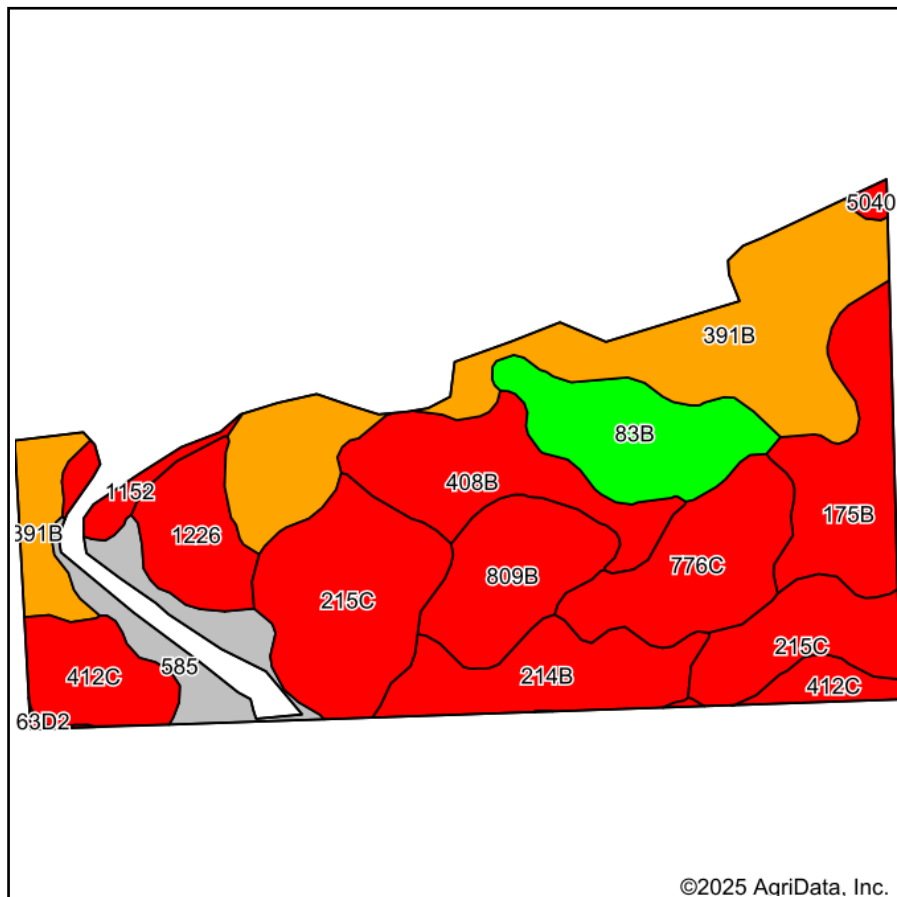 5040
391B
83B
408B
1152
175B
391B
1226
776C
809B
215C
215C
585
412C
214B
412C
63D2
©2025 AgriData, Inc.